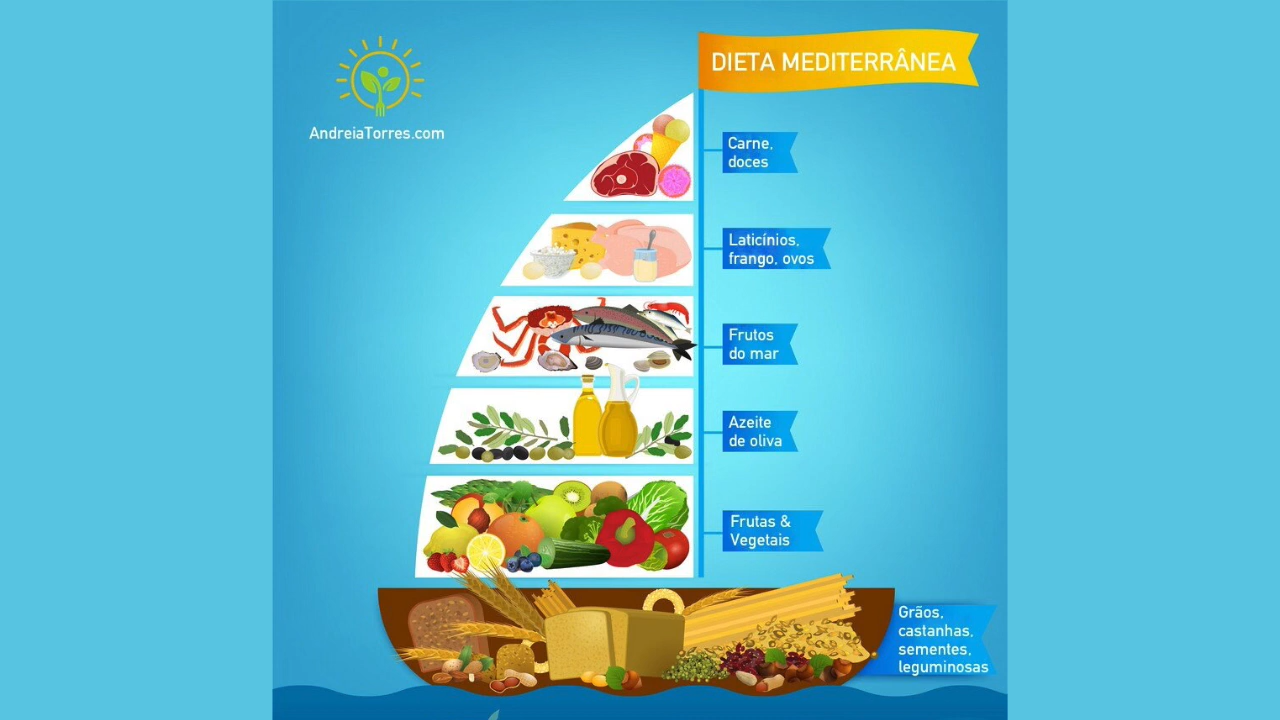 DIETA MEDITERRÂNEA
AndreiaTorres.com
Carne,
doces
Laticínios,
frango, ovos
Frutos
do mar
Azeite
de oliva
Frutas &
Vegetais
Grãos,
castanhas,
sementes,
leguminosas